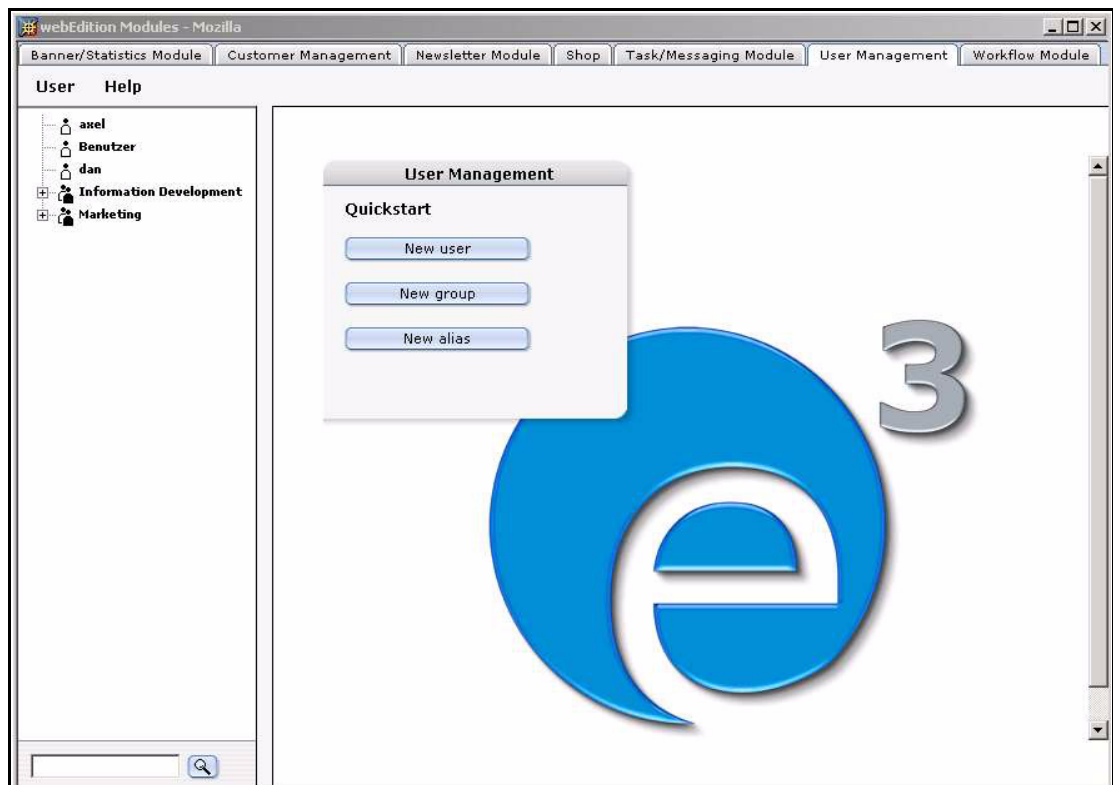 webEdition Modules - Mozilla
Banner/Statistics Module Customer Management Newsletter Module Shop Task/Messaging Module User Management Workflow Module
User Help
axel
Benutzer
dan
Information Development
Marketing
User Management
Quickstart
New user
New group
New alias
e
3